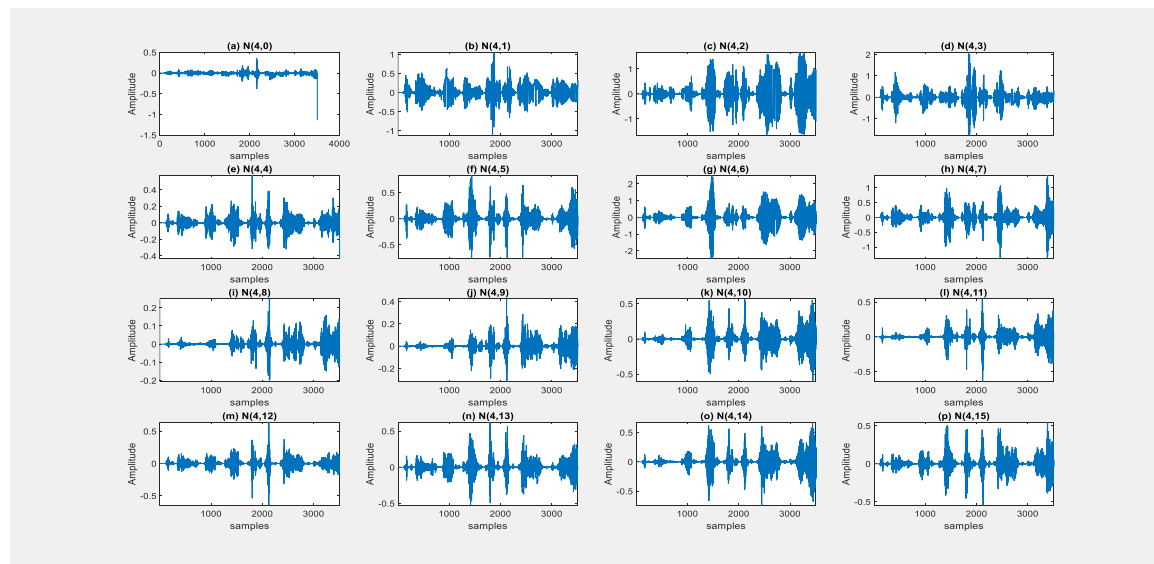 (a) N(4,0)
0.5
0
-0.5
-1
-1.5
Amplitude
0 1000 2000 3000 4000
samples
(b) N(4,1)
1
0.5
0
-0.5
-1
Amplitude
1000 2000 3000
samples
(c) N(4,2)
1
0
-1
Amplitude
1000 2000 3000
samples
(d) N(4,3)
2
1
0
-1
Amplitude
1000 2000 3000
samples
(e) N(4,4)
0.4
0.2
0
-0.2
-0.4
Amplitude
1000 2000 3000
samples
(f) N(4,5)
0.5
0
-0.5
Amplitude
1000 2000 3000
samples
(g) N(4,6)
2
1
0
-1
-2
Amplitude
1000 2000 3000
samples
(h) N(4,7)
1
0.5
0
-0.5
-1
Amplitude
1000 2000 3000
samples
(i) N(4,8)
0.2
0.1
0
-0.1
-0.2
Amplitude
1000 2000 3000
samples
(j) N(4,9)
0.4
0.2
0
-0.2
Amplitude
1000 2000 3000
samples
(k) N(4,10)
0.5
0
-0.5
Amplitude
1000 2000 3000
samples
(l) N(4,11)
0.5
0
-0.5
Amplitude
1000 2000 3000
samples
(m) N(4,12)
0.5
0
-0.5
Amplitude
1000 2000 3000
samples
(n) N(4,13)
0.5
0
-0.5
Amplitude
1000 2000 3000
samples
(o) N(4,14)
0.5
0
-0.5
Amplitude
1000 2000 3000
samples
(p) N(4,15)
0.5
0
-0.5
Amplitude
1000 2000 3000
samples